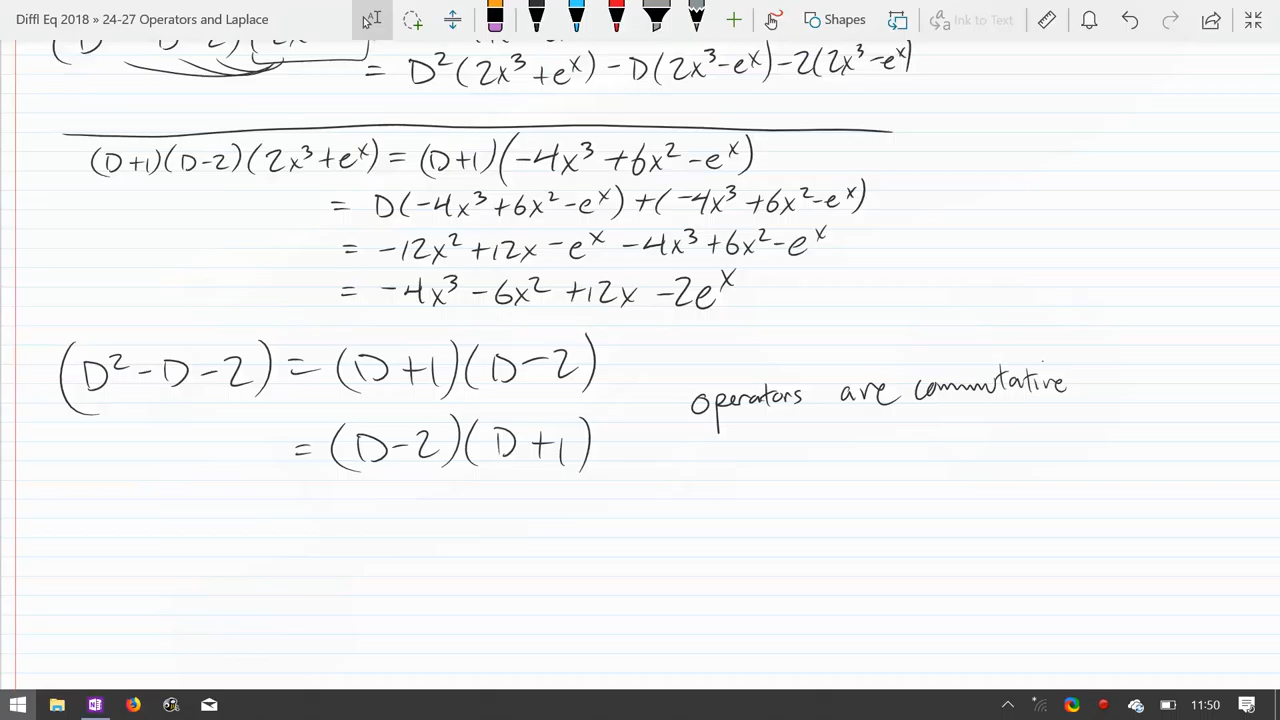 Diffl Eq 2018 » 24-27 Operators and Laplace
Shapes
Ink to Text
= D²(2x³+eˣ) - D(2x³-eˣ) - 2(2x³-eˣ)
(D+1)(D-2)(2x³+eˣ) = (D+1)(-4x³+6x²-eˣ)
= D(-4x³+6x²-eˣ) + (-4x³+6x²-eˣ)
= -12x²+12x-eˣ-4x³+6x²-eˣ
= -4x³-6x²+12x-2eˣ
(D²-D-2) = (D+1)(D-2)
operators are commutative
= (D-2)(D+1)
11:50